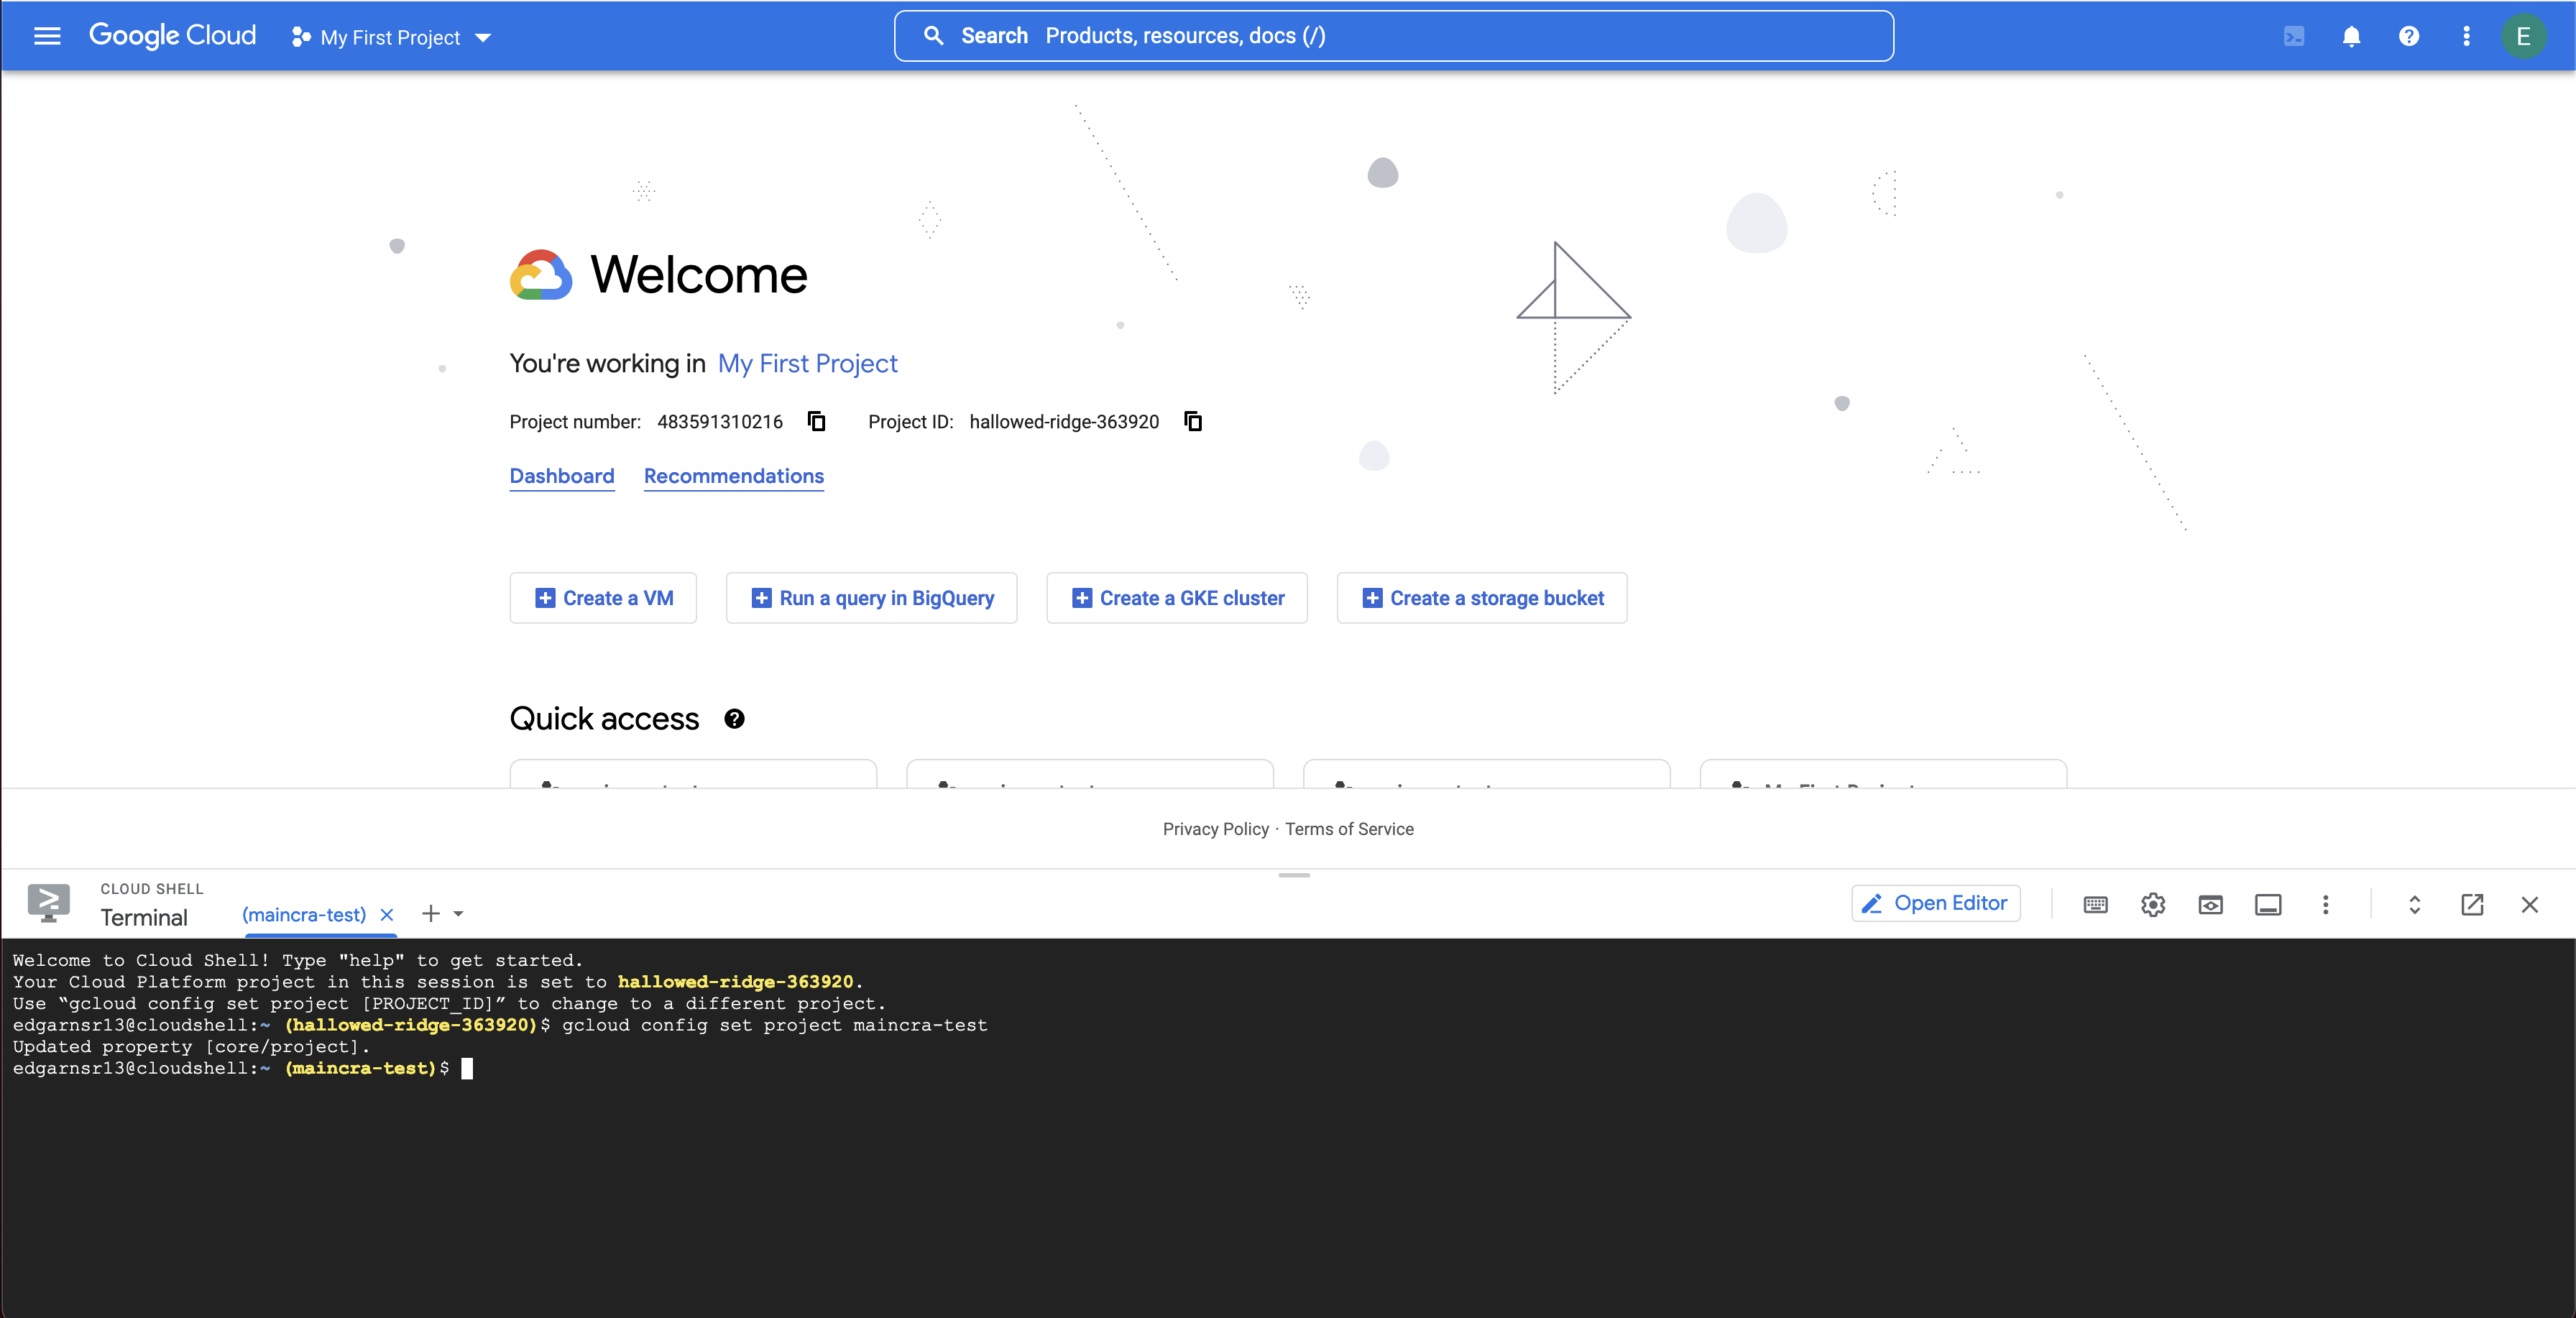 Google Cloud My First Project Search Products, resources, docs (/) E
Welcome
You're working in My First Project
Project number: 483591310216 Project ID: hallowed-ridge-363920
Dashboard Recommendations
Create a VM Run a query in BigQuery Create a GKE cluster Create a storage bucket
Quick access
My First Project
Privacy Policy · Terms of Service
CLOUD SHELL
Terminal (maincra-test) Open Editor
Welcome to Cloud Shell! Type "help" to get started.
Your Cloud Platform project in this session is set to hallowed-ridge-363920.
Use “gcloud config set project [PROJECT_ID]” to change to a different project.
edgarnsr13@cloudshell:~ (hallowed-ridge-363920)$ gcloud config set project maincra-test
Updated property [core/project].
edgarnsr13@cloudshell:~ (maincra-test)$